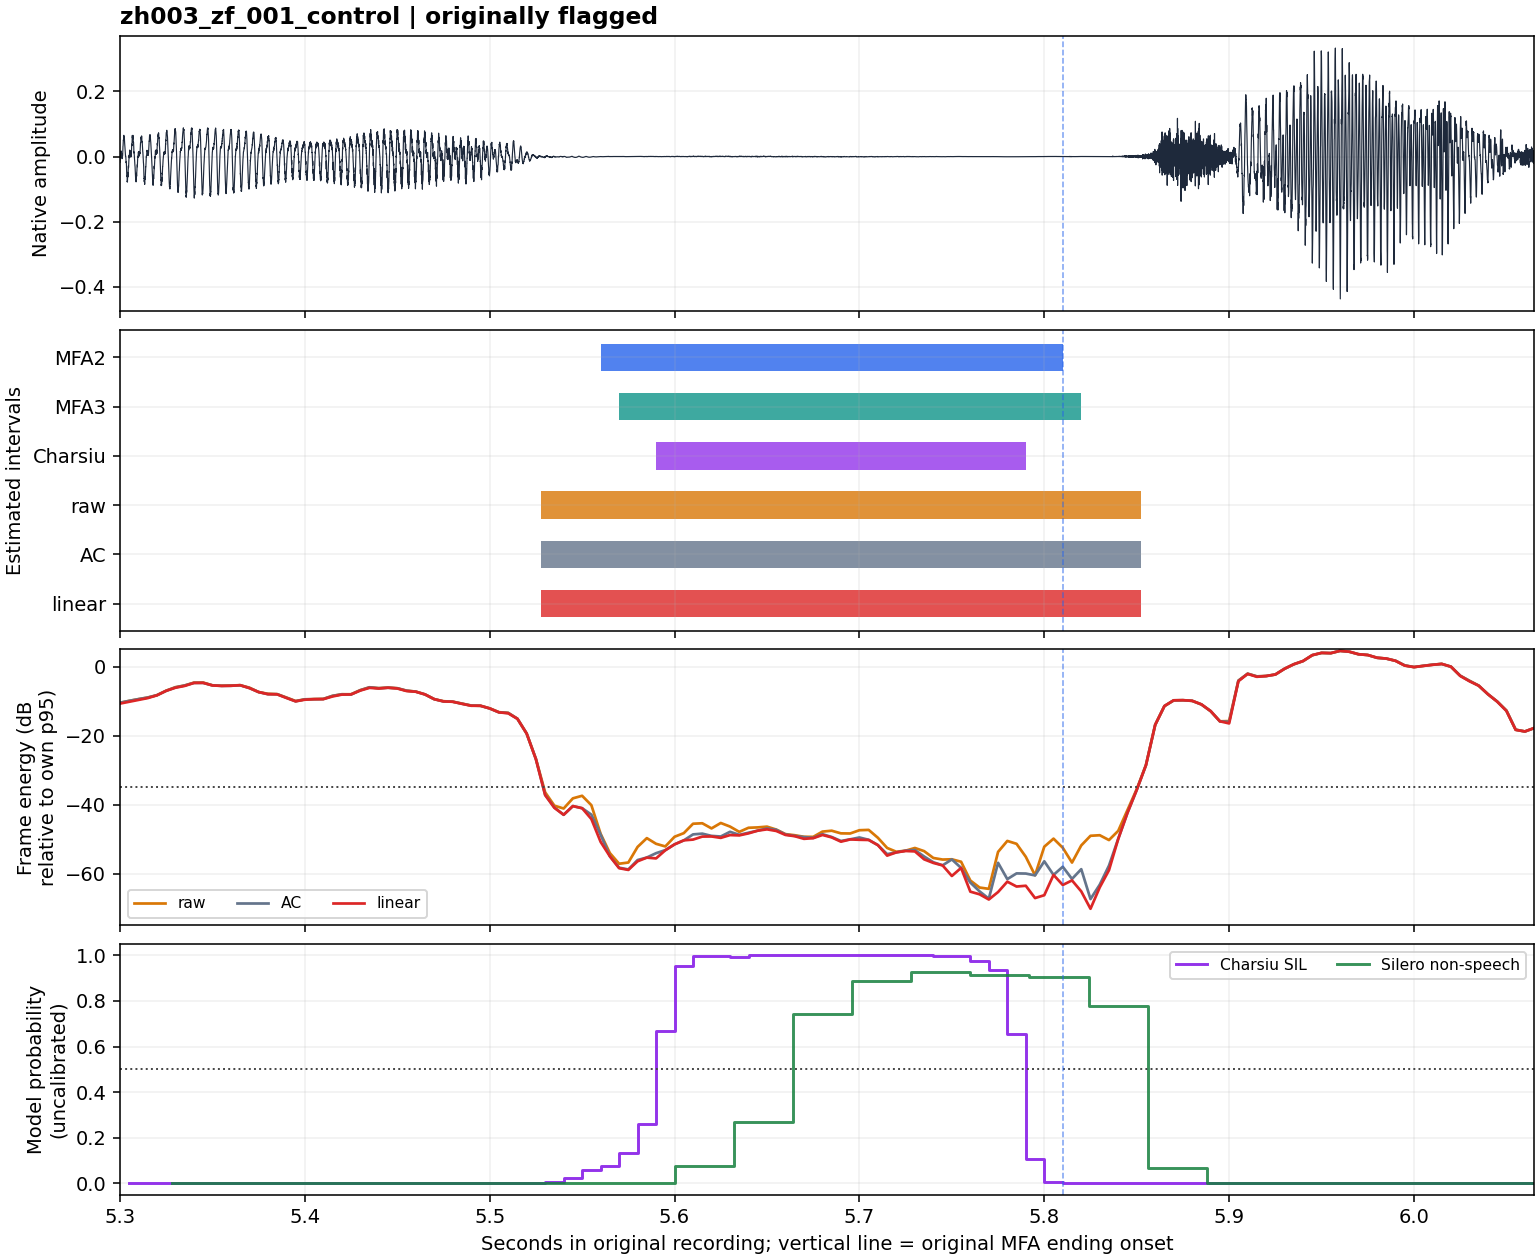 zh003_zf_001_control | originally flagged
Native amplitude
0.2
0.0
−0.2
−0.4
Estimated intervals
MFA2
MFA3
Charsiu
raw
AC
linear
Frame energy (dB
relative to own p95)
0
−20
−40
−60
raw
AC
linear
Model probability
(uncalibrated)
1.0
0.8
0.6
0.4
0.2
0.0
Charsiu SIL
Silero non-speech
5.3
5.4
5.5
5.6
5.7
5.8
5.9
6.0
Seconds in original recording; vertical line = original MFA ending onset